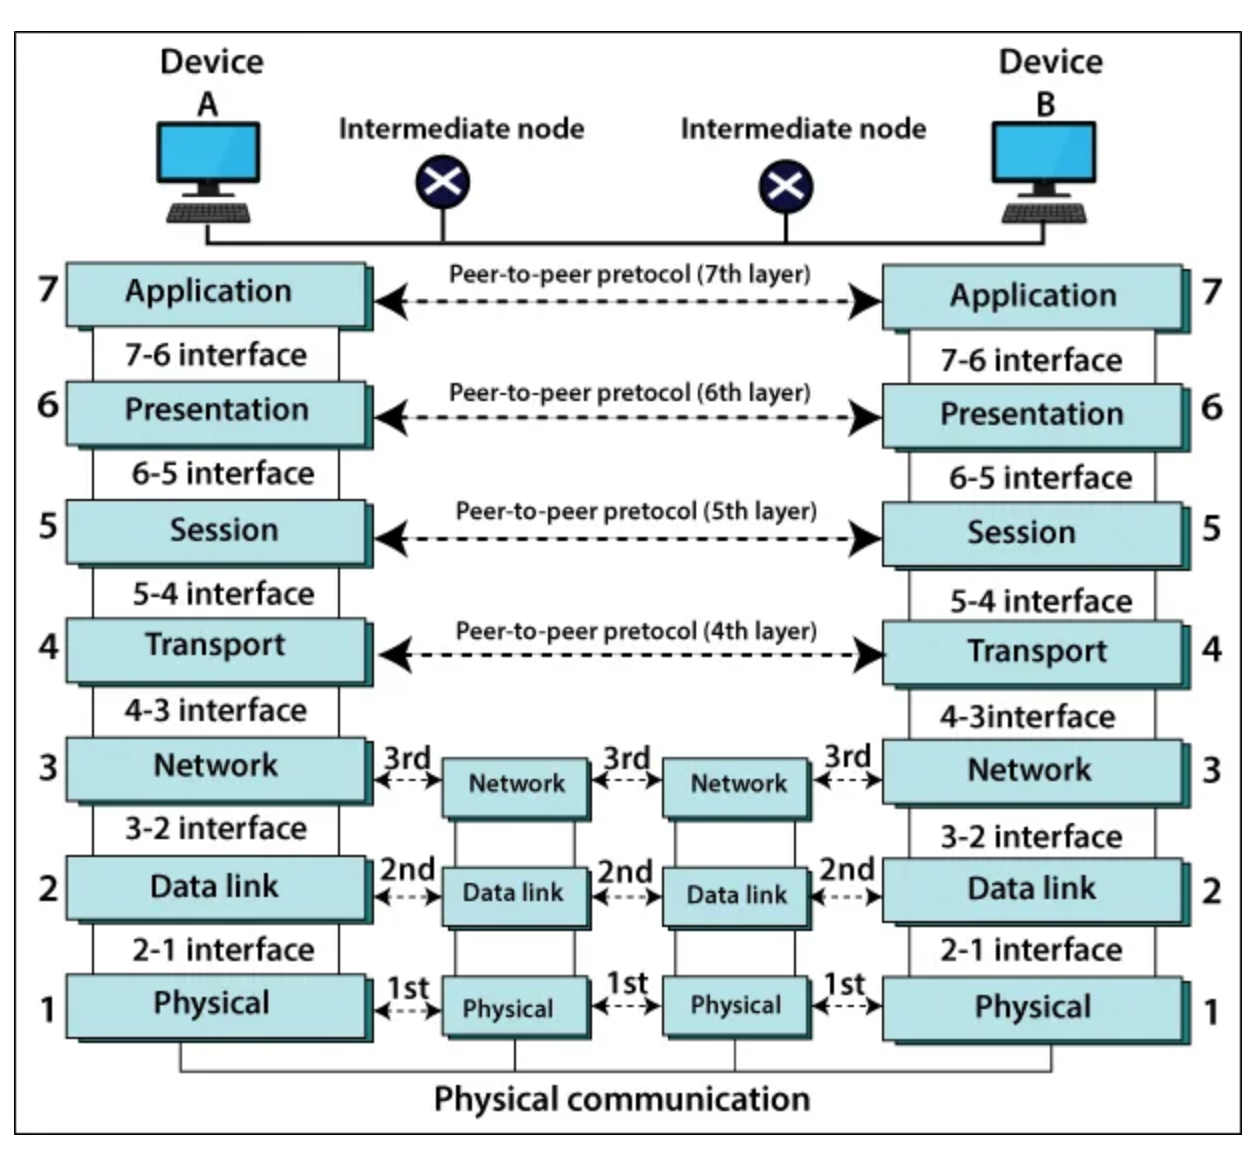 Device
A
Device
B
Intermediate node
Intermediate node
Peer-to-peer pretocol (7th layer)
7
Application
Application
7
7-6 interface
7-6 interface
Peer-to-peer pretocol (6th layer)
6
Presentation
Presentation
6
6-5 interface
6-5 interface
Peer-to-peer pretocol (5th layer)
5
Session
Session
5
5-4 interface
5-4 interface
Peer-to-peer pretocol (4th layer)
4
Transport
Transport
4
4-3 interface
4-3interface
3
Network
3rd
Network
3rd
Network
3rd
Network
3
3-2 interface
3-2 interface
2
Data link
2nd
Data link
2nd
Data link
2nd
Data link
2
2-1 interface
2-1 interface
1
Physical
1st
Physical
1st
Physical
1st
Physical
1
Physical communication